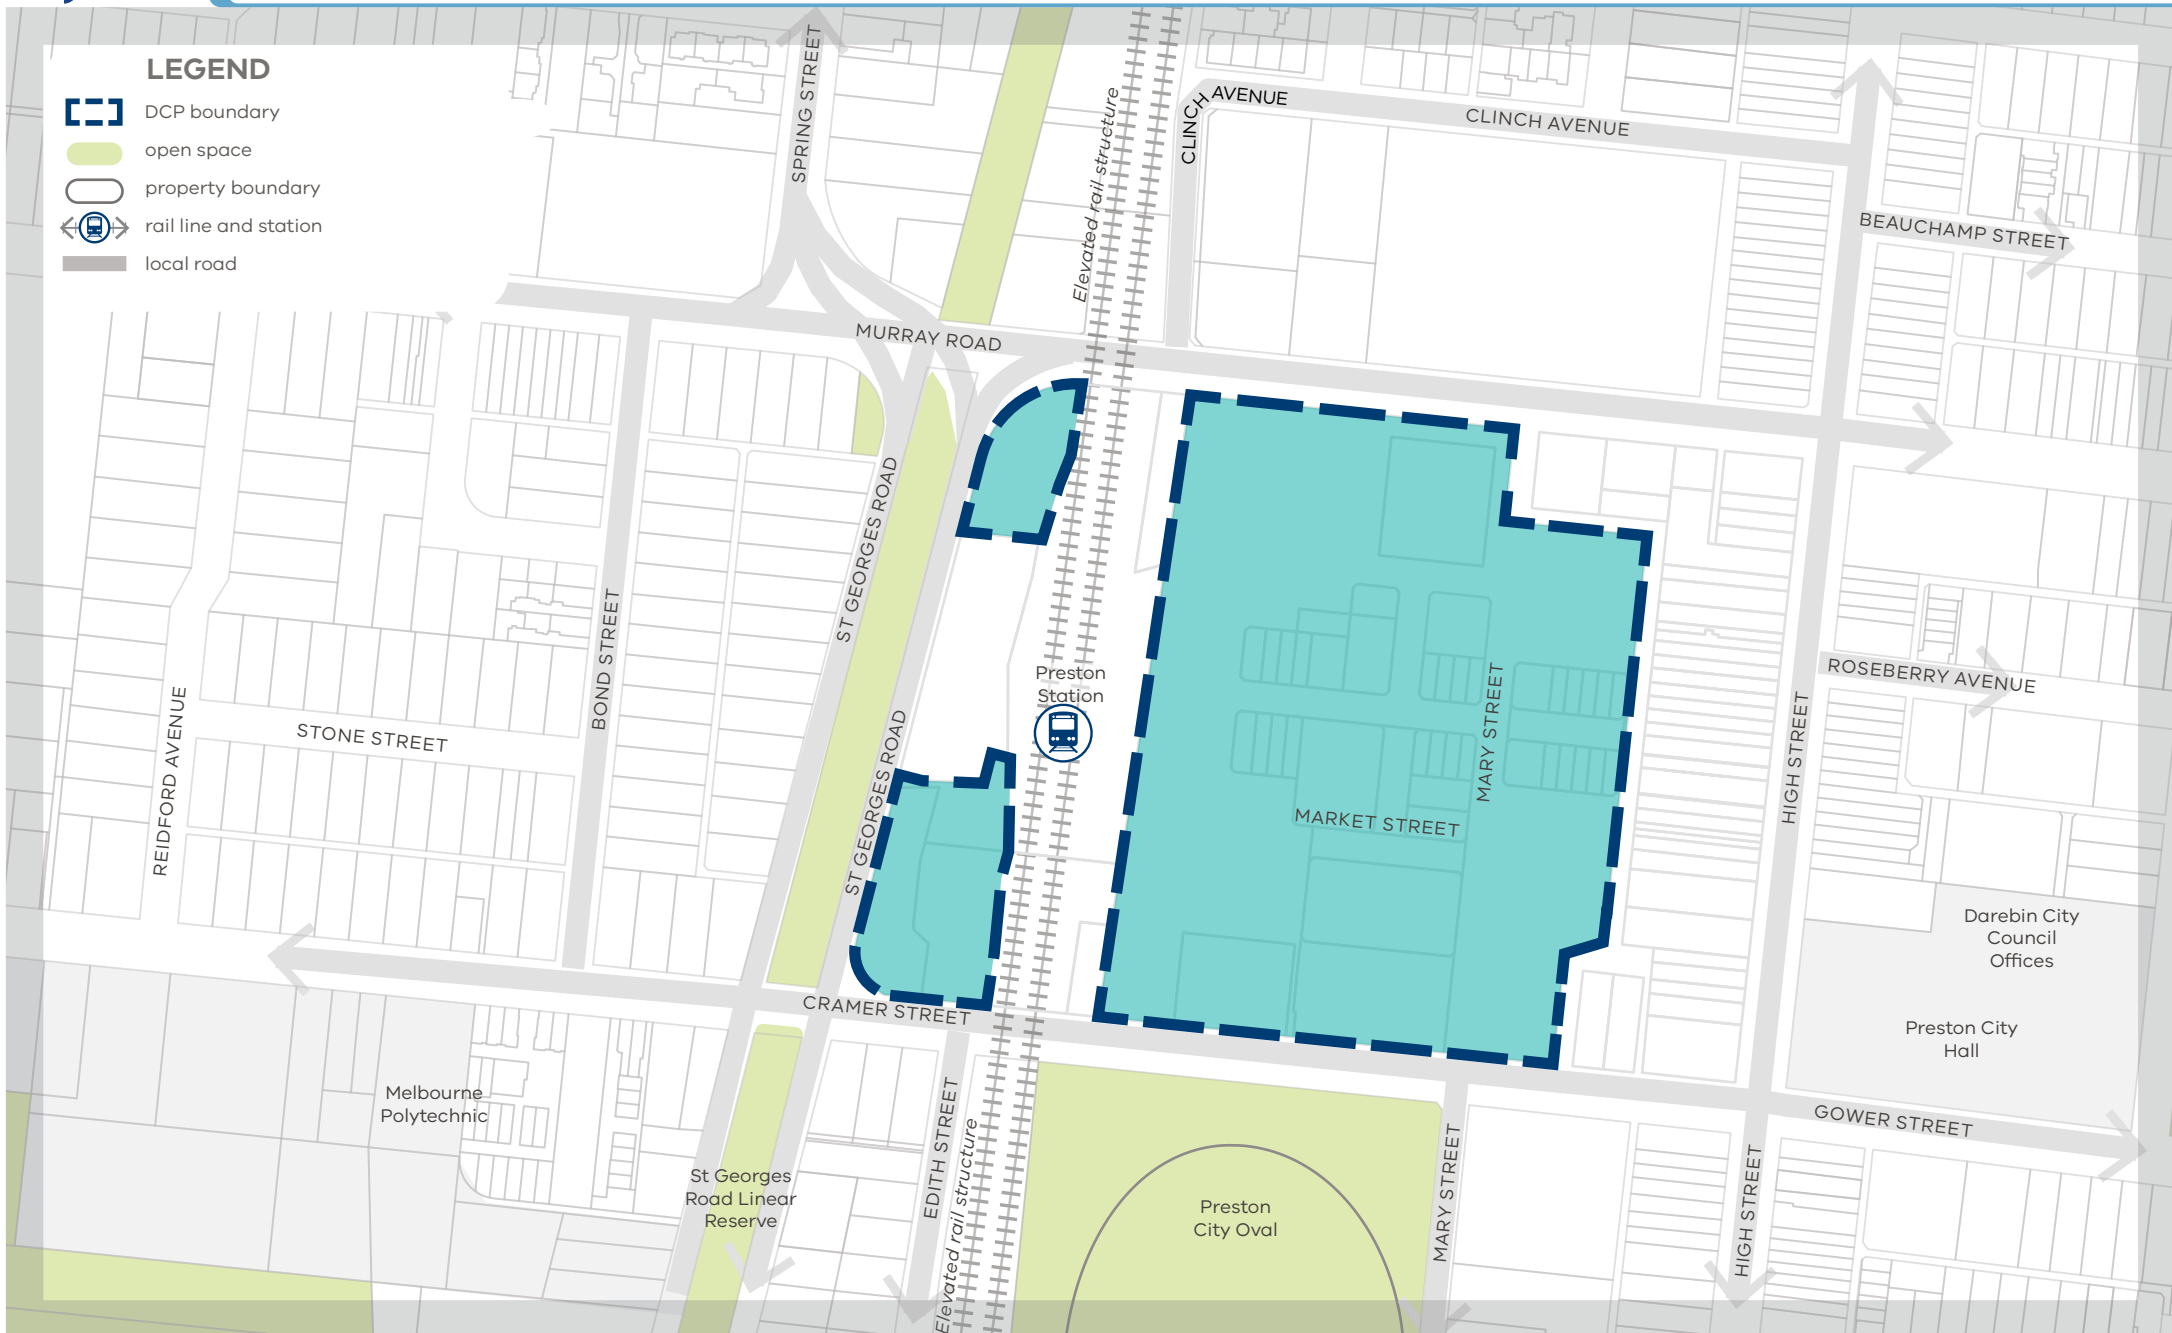 LEGEND
DCP boundary
open space
property boundary
rail line and station
local road
SPRING STREET
Elevated rail structure
CLINCH
AVENUE
CLINCH AVENUE
BEAUCHAMP STREET
MURRAY ROAD
ST GEORGES ROAD
BOND STREET
REIDFORD AVENUE
STONE STREET
ST GEORGES ROAD
Preston
Station
MARY STREET
MARKET STREET
HIGH STREET
ROSEBERRY AVENUE
Darebin City
Council
Offices
Preston City
Hall
CRAMER STREET
GOWER STREET
Melbourne
Polytechnic
St Georges
Road Linear
Reserve
EDITH STREET
Elevated rail structure
Preston
City Oval
MARY STREET
HIGH STREET